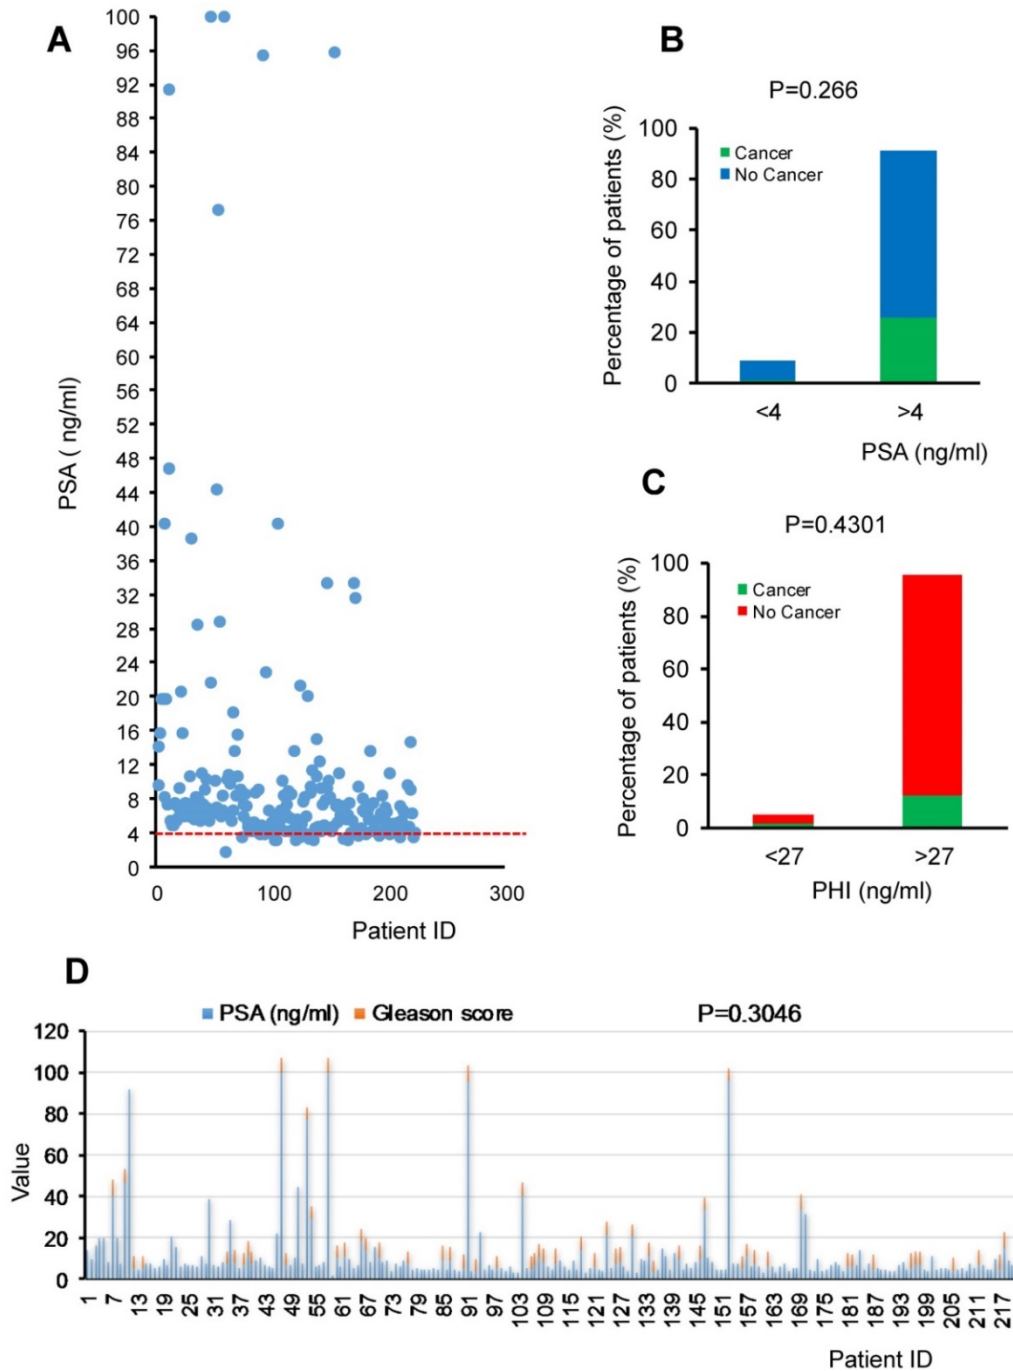 A
100
96
92
88
84
80
76
72
68
64
60
56
52
48
44
40
36
32
28
24
20
16
12
8
4
0
PSA ( ng/ml)
0 100 200 300
Patient ID
B
P=0.266
Percentage of patients (%)
100
80
60
40
20
0
Cancer
No Cancer
<4 >4
PSA (ng/ml)
C
P=0.4301
Percentage of patients (%)
100
80
60
40
20
0
Cancer
No Cancer
<27 >27
PHI (ng/ml)
D
PSA (ng/ml) Gleason score P=0.3046
Value
120
100
80
60
40
20
0
1 7 13 19 25 31 37 43 49 55 61 67 73 79 85 91 97 103 109 115 121 127 133 139 145 151 157 163 169 175 181 187 193 199 205 211 217
Patient ID